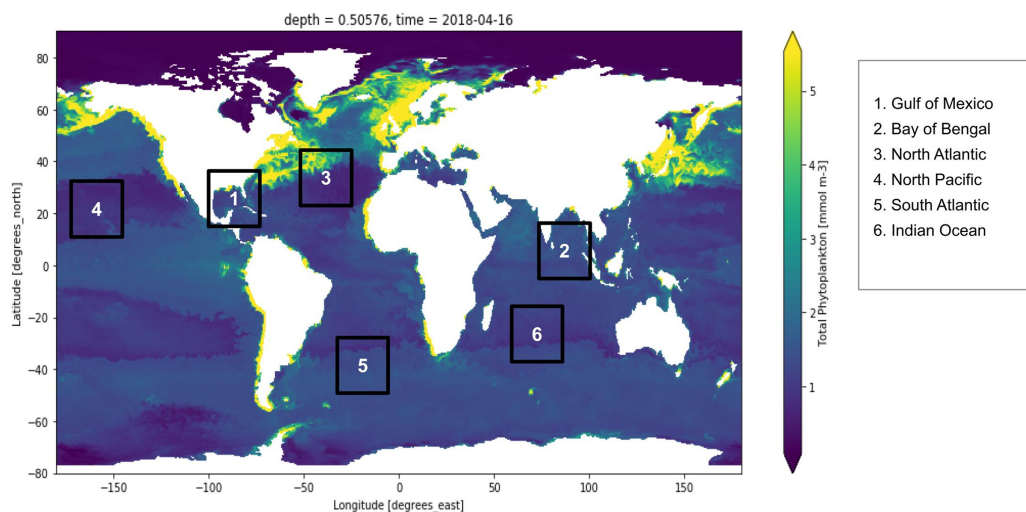 depth = 0.50576, time = 2018-04-16
80
60
40
20
0
−20
−40
−60
−80
Latitude [degrees_north]
−150
−100
−50
0
50
100
150
Longitude [degrees_east]
1
2
3
4
5
6
5
4
3
2
1
Total Phytoplankton [mmol m-3]
1. Gulf of Mexico
2. Bay of Bengal
3. North Atlantic
4. North Pacific
5. South Atlantic
6. Indian Ocean